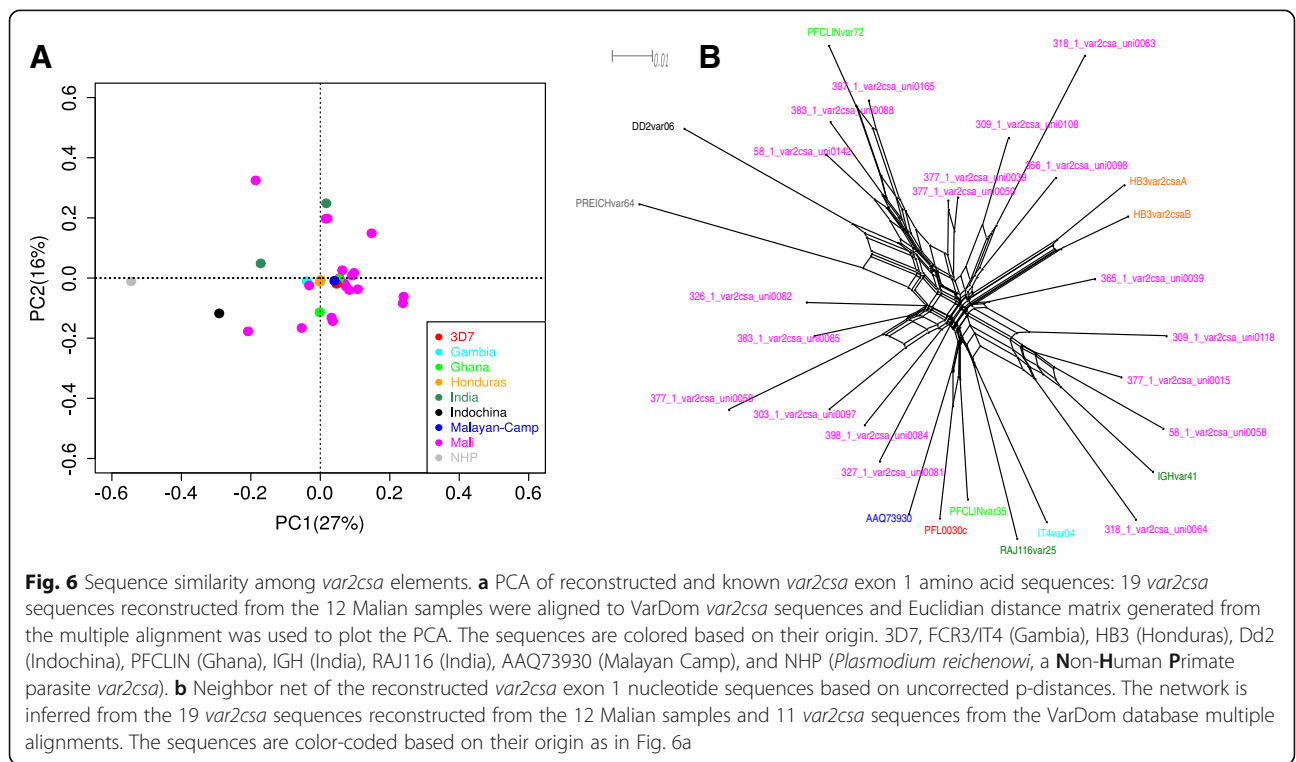 A
0.6
0.4
0.2
0.0
-0.2
-0.4
-0.6
PC2(16%)
-0.6
-0.4
-0.2
0.0
0.2
0.4
0.6
PC1(27%)
3D7
Gambia
Ghana
Honduras
India
Indochina
Malayan-Camp
Mali
NHP
0.01
B
PFCLINvar72
318_1_var2csa_uni0063
397_1_var2csa_uni0165
383_1_var2csa_uni0088
DD2var06
309_1_var2csa_uni0108
58_1_var2csa_uni0142
366_1_var2csa_uni0098
377_1_var2csa_uni0039
377_1_var2csa_uni0050
HB3var2csaA
PREICHvar64
HB3var2csaB
365_1_var2csa_uni0039
326_1_var2csa_uni0082
383_1_var2csa_uni0085
309_1_var2csa_uni0118
377_1_var2csa_uni0015
377_1_var2csa_uni0058
303_1_var2csa_uni0097
398_1_var2csa_uni0084
58_1_var2csa_uni0058
327_1_var2csa_uni0081
IGHvar41
PFCLINvar35
AAQ73930
PFL0030c
IT4var04
318_1_var2csa_uni0064
RAJ116var25
Fig. 6 Sequence similarity among var2csa elements. a PCA of reconstructed and known var2csa exon 1 amino acid sequences: 19 var2csa
sequences reconstructed from the 12 Malian samples were aligned to VarDom var2csa sequences and Euclidian distance matrix generated from
the multiple alignment was used to plot the PCA. The sequences are colored based on their origin. 3D7, FCR3/IT4 (Gambia), HB3 (Honduras), Dd2
(Indochina), PFCLIN (Ghana), IGH (India), RAJ116 (India), AAQ73930 (Malayan Camp), and NHP (Plasmodium reichenowi, a Non-Human Primate
parasite var2csa). b Neighbor net of the reconstructed var2csa exon 1 nucleotide sequences based on uncorrected p-distances. The network is
inferred from the 19 var2csa sequences reconstructed from the 12 Malian samples and 11 var2csa sequences from the VarDom database multiple
alignments. The sequences are color-coded based on their origin as in Fig. 6a